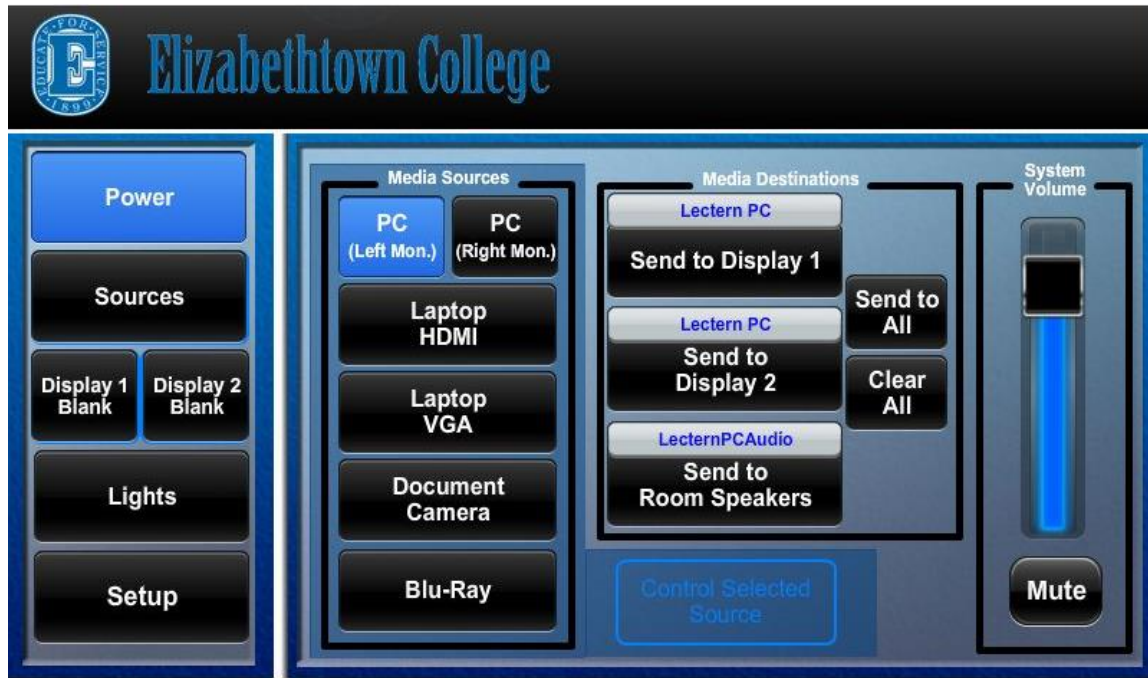 EDUCATE-FOR-SERVICE
1899
E
Elizabethtown College
Power
Sources
Display 1
Blank
Display 2
Blank
Lights
Setup
Media Sources
PC
(Left Mon.)
PC
(Right Mon.)
Laptop
HDMI
Laptop
VGA
Document
Camera
Blu-Ray
Media Destinations
Lectern PC
Send to Display 1
Lectern PC
Send to
Display 2
LecternPCAudio
Send to
Room Speakers
Send to
All
Clear
All
Control Selected
Source
System
Volume
Mute